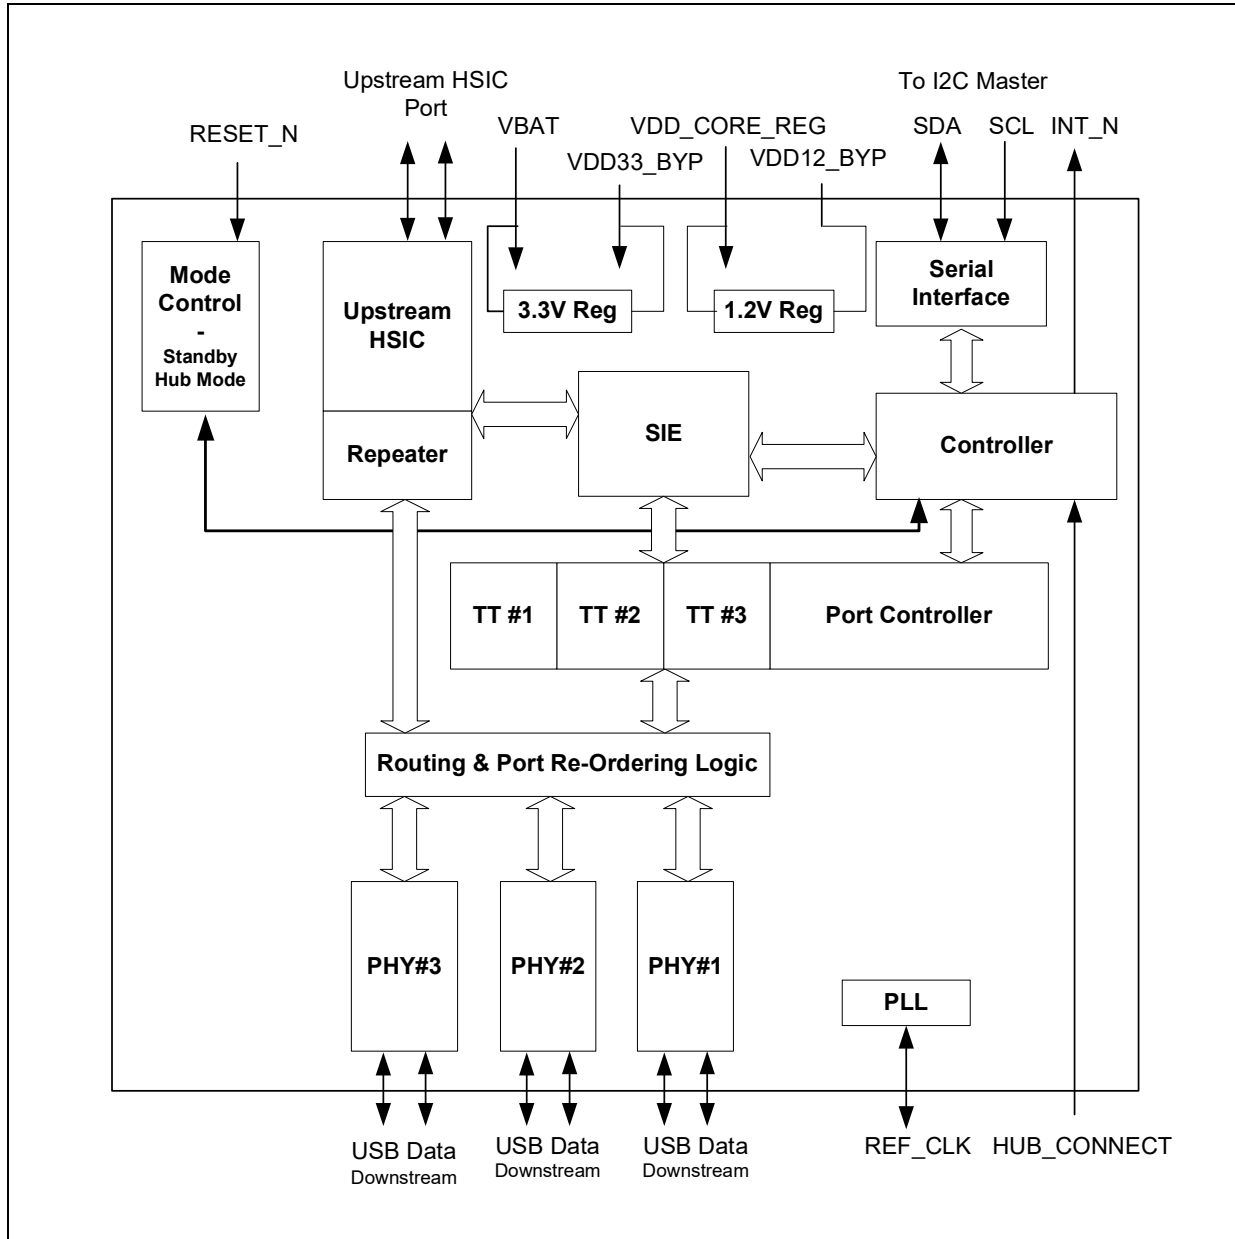 Upstream HSIC
Port
To I2C Master
RESET_N
VBAT
VDD_CORE_REG
SDA
SCL
INT_N
VDD33_BYP
VDD12_BYP
Mode
Control
-
Standby
Hub Mode
Upstream
HSIC
3.3V Reg
1.2V Reg
Serial
Interface
Repeater
SIE
Controller
TT #1
TT #2
TT #3
Port Controller
Routing & Port Re-Ordering Logic
PHY#3
PHY#2
PHY#1
PLL
USB Data
Downstream
USB Data
Downstream
USB Data
Downstream
REF_CLK
HUB_CONNECT